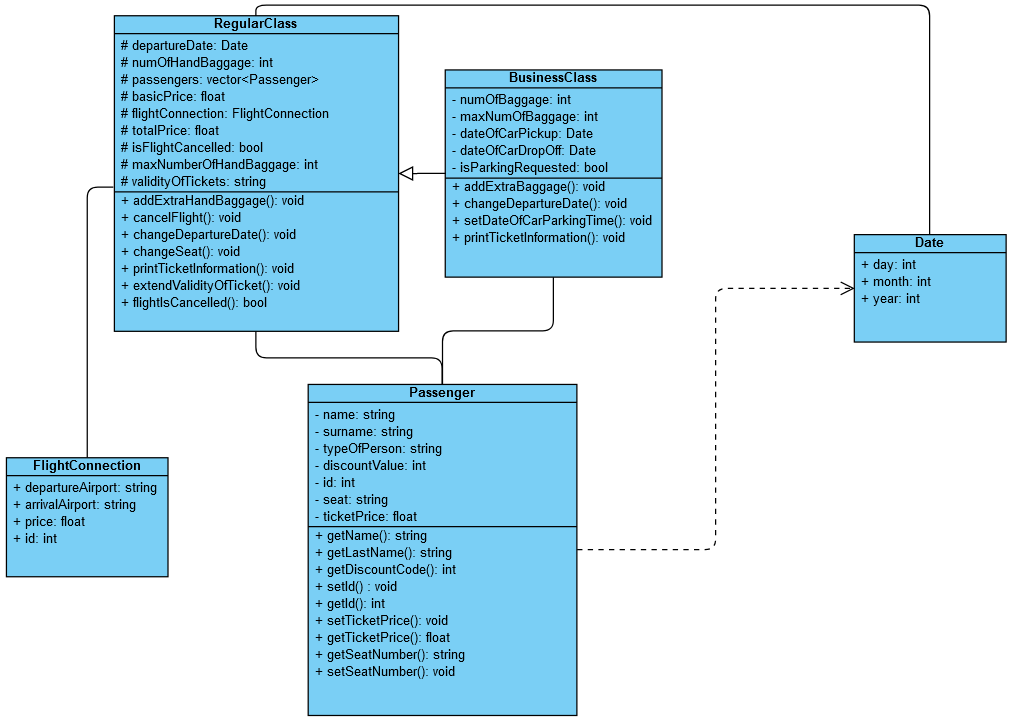 RegularClass
# departureDate: Date
# numOfHandBaggage: int
# passengers: vector<Passenger>
# basicPrice: float
# flightConnection: FlightConnection
# totalPrice: float
# isFlightCancelled: bool
# maxNumberOfHandBaggage: int
# validityOfTickets: string
+ addExtraHandBaggage(): void
+ cancelFlight(): void
+ changeDepartureDate(): void
+ changeSeat(): void
+ printTicketInformation(): void
+ extendValidityOfTicket(): void
+ flightIsCancelled(): bool
BusinessClass
- numOfBaggage: int
- maxNumOfBaggage: int
- dateOfCarPickup: Date
- dateOfCarDropOff: Date
- isParkingRequested: bool
+ addExtraBaggage(): void
+ changeDepartureDate(): void
+ setDateOfCarParkingTime(): void
+ printTicketInformation(): void
Date
+ day: int
+ month: int
+ year: int
Passenger
- name: string
- surname: string
- typeOfPerson: string
- discountValue: int
- id: int
- seat: string
- ticketPrice: float
+ getName(): string
+ getLastName(): string
+ getDiscountCode(): int
+ setId() : void
+ getId(): int
+ setTicketPrice(): void
+ getTicketPrice(): float
+ getSeatNumber(): string
+ setSeatNumber(): void
FlightConnection
+ departureAirport: string
+ arrivalAirport: string
+ price: float
+ id: int